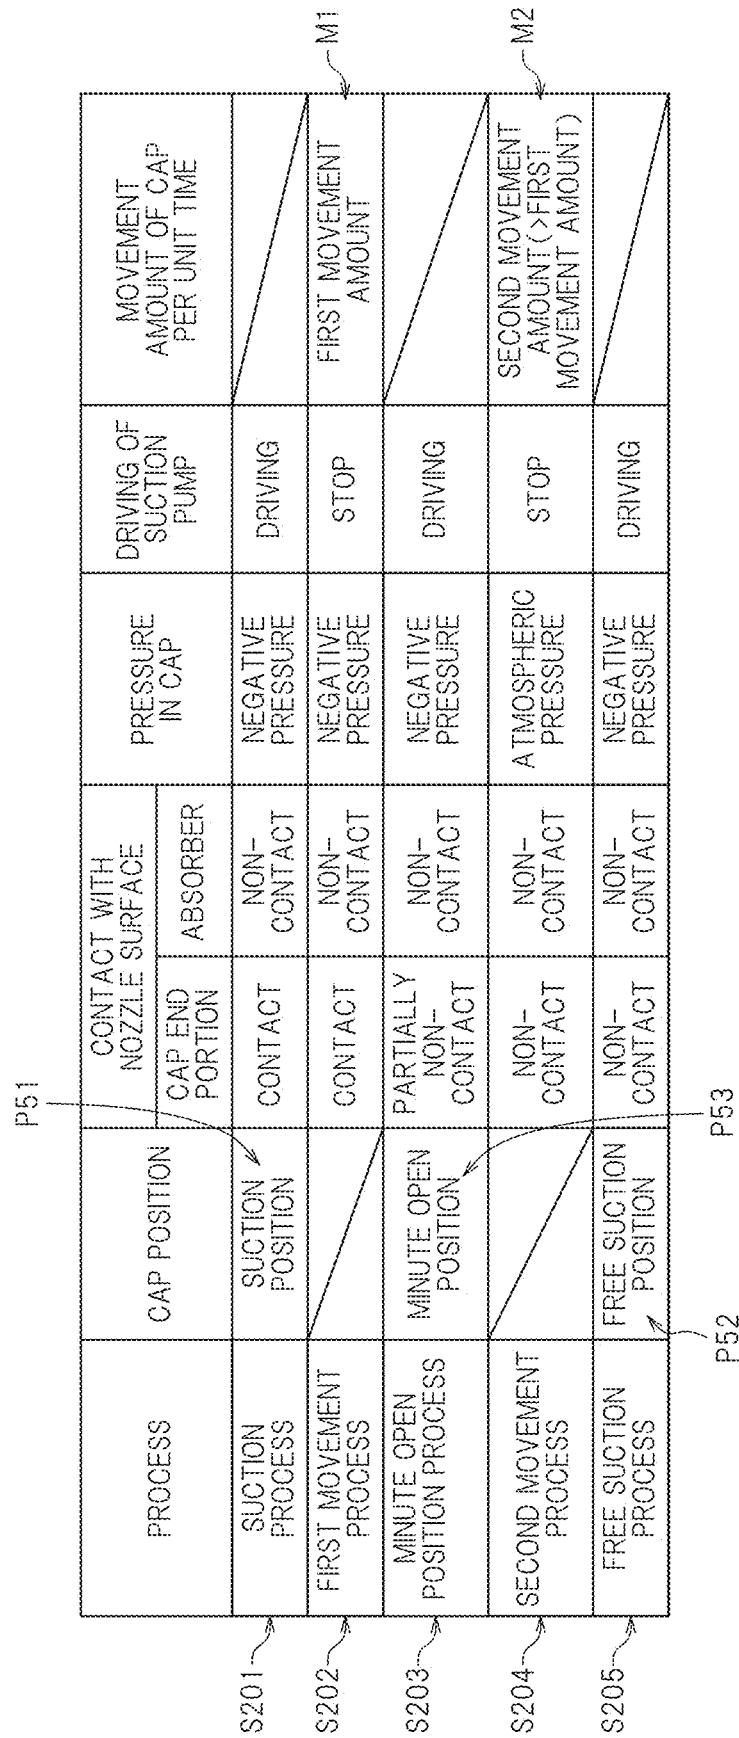 PROCESS
CAP POSITION
CONTACT WITH
NOZZLE SURFACE
CAP END
PORTION
ABSORBER
PRESSURE
IN CAP
DRIVING OF
SUCTION
PUMP
MOVEMENT
AMOUNT OF CAP
PER UNIT TIME
P51
S201
SUCTION
PROCESS
SUCTION
POSITION
CONTACT
NON-
CONTACT
NEGATIVE
PRESSURE
DRIVING
S202
FIRST MOVEMENT
PROCESS
CONTACT
NON-
CONTACT
NEGATIVE
PRESSURE
STOP
FIRST MOVEMENT
AMOUNT
M1
S203
MINUTE OPEN
POSITION PROCESS
MINUTE OPEN
POSITION
PARTIALLY
NON-
CONTACT
NON-
CONTACT
NEGATIVE
PRESSURE
DRIVING
S204
SECOND MOVEMENT
PROCESS
NON-
CONTACT
NON-
CONTACT
ATMOSPHERIC
PRESSURE
STOP
SECOND MOVEMENT
AMOUNT(>FIRST
MOVEMENT AMOUNT)
M2
S205
FREE SUCTION
PROCESS
FREE SUCTION
POSITION
NON-
CONTACT
NON-
CONTACT
NEGATIVE
PRESSURE
DRIVING
P52
P53